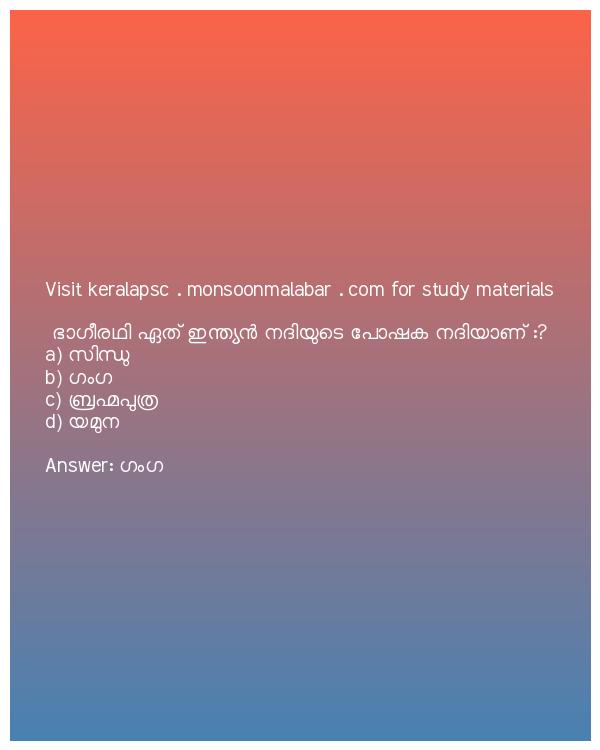 Visit keralapsc . monsoonmalabar . com for study materials
ഭാഗീരഥി ഏത് ഇന്ത്യൻ നദിയുടെ പോഷക നദിയാണ് :?
a) സിന്ധു
b) ഗംഗ
c) ബ്രഹ്മപുത്ര
d) യമുന
Answer: ഗംഗ